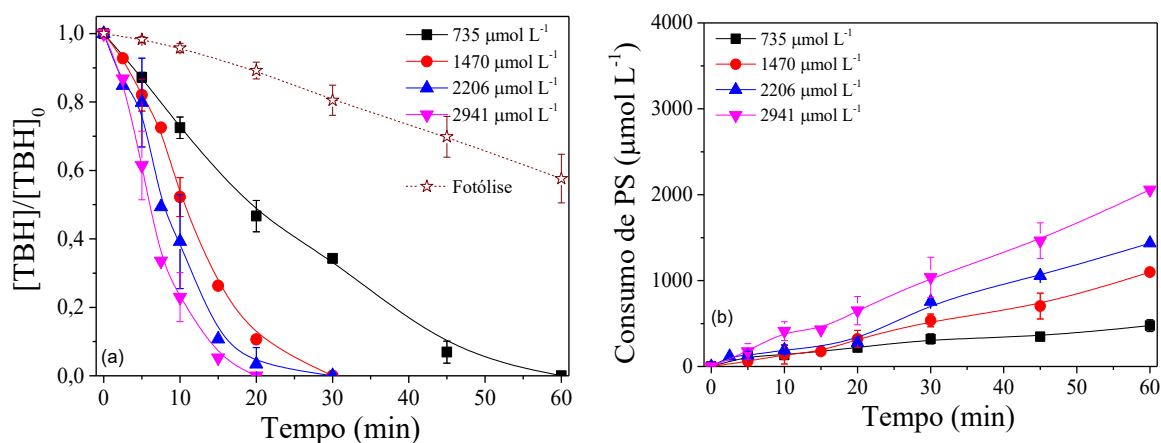 [TBH]/[TBH]₀
1,0
0,8
0,6
0,4
0,2
0,0
735 µmol L⁻¹
1470 µmol L⁻¹
2206 µmol L⁻¹
2941 µmol L⁻¹
Fotólise
(a)
0 10 20 30 40 50 60
Tempo (min)
Consumo de PS (µmol L⁻¹)
4000
3000
2000
1000
0
735 µmol L⁻¹
1470 µmol L⁻¹
2206 µmol L⁻¹
2941 µmol L⁻¹
(b)
0 10 20 30 40 50 60
Tempo (min)